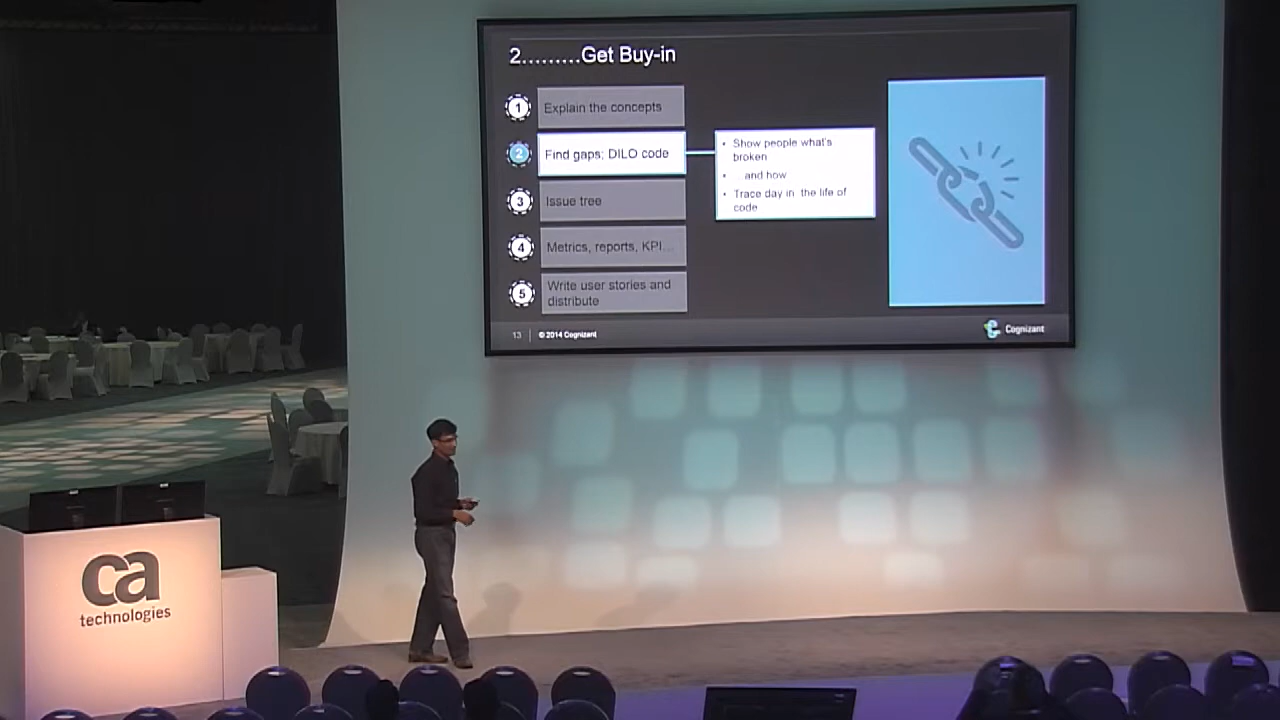 2.........Get Buy-in
1
Explain the concepts
2
Find gaps; DILO code
3
Issue tree
4
Metrics, reports, KPI...
5
Write user stories and
distribute
• Show people what's
broken
• ...and how
• Trace day in the life of
code
13
© 2014 Cognizant
Cognizant
ca
technologies